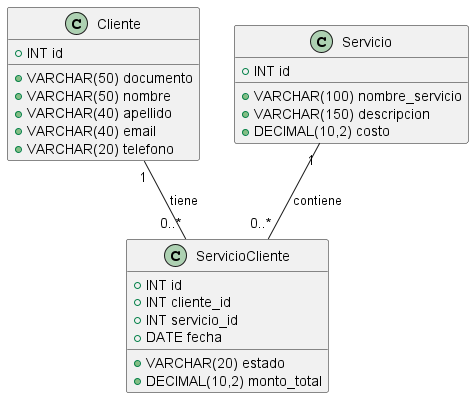 C Cliente
INT id
VARCHAR(50) documento
VARCHAR(50) nombre
VARCHAR(40) apellido
VARCHAR(40) email
VARCHAR(20) telefono
C Servicio
INT id
VARCHAR(100) nombre_servicio
VARCHAR(150) descripcion
DECIMAL(10,2) costo
1
tiene
0..*
1
contiene
0..*
C ServicioCliente
INT id
INT cliente_id
INT servicio_id
DATE fecha
VARCHAR(20) estado
DECIMAL(10,2) monto_total